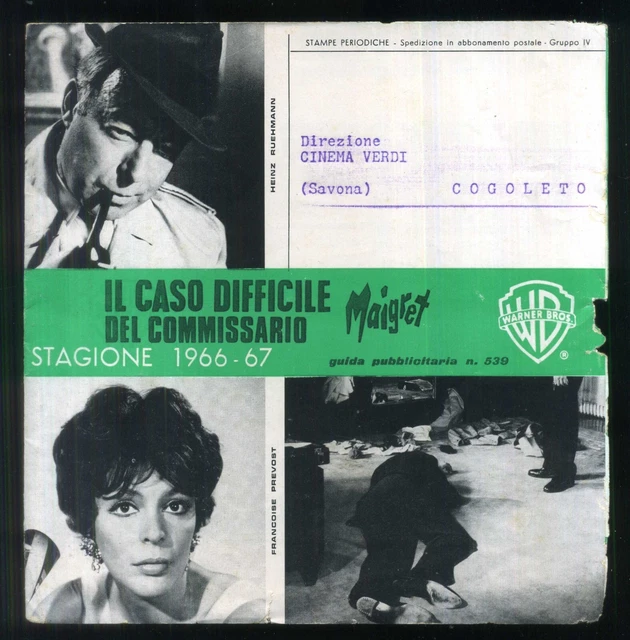 STAMPE PERIODICHE - Spedizione in abbonamento postale - Gruppo IV
HEINZ RUEHMANN
Direzione
CINEMA VERDI
(Savona) COGOLETO
IL CASO DIFFICILE
DEL COMMISSARIO
Maigret
WB
WARNER BROS.
®
STAGIONE 1966-67
guida pubblicitaria n. 539
FRANCOISE PREVOST